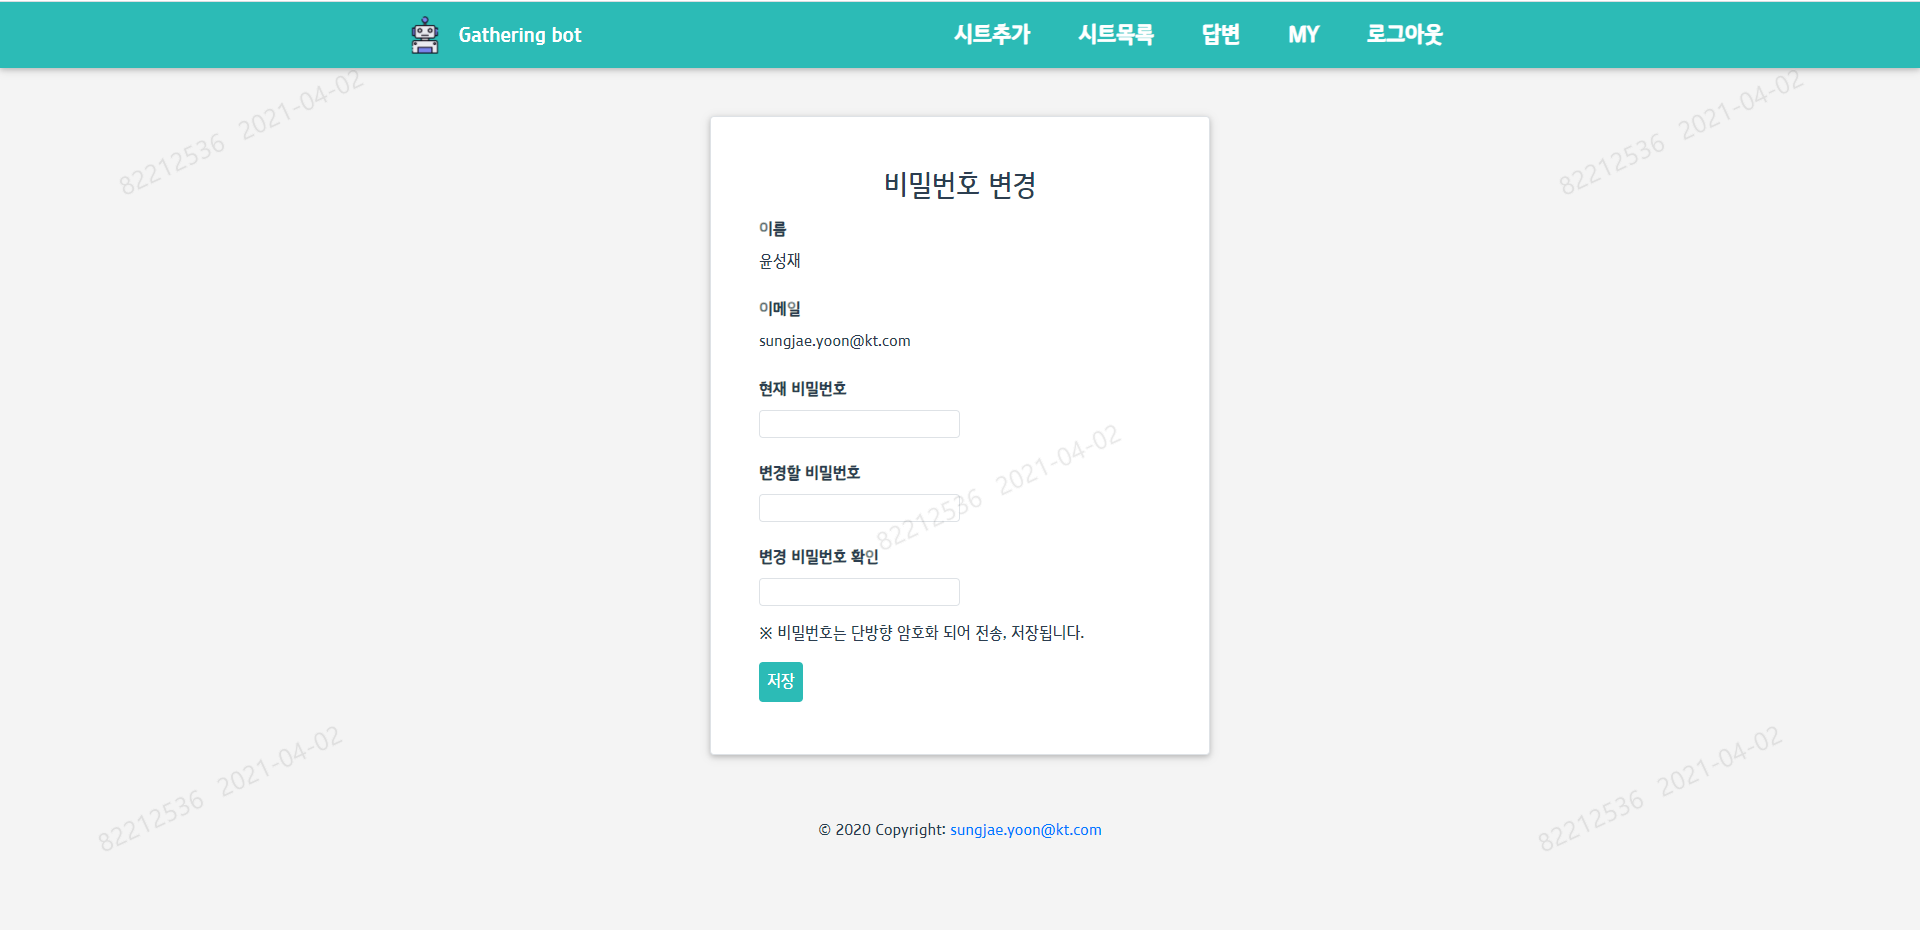 Gathering bot
시트추가 시트목록 답변 MY 로그아웃
82212536 2021-04-02
82212536 2021-04-02
비밀번호 변경
이름
윤성재
이메일
sungjae.yoon@kt.com
현재 비밀번호
변경할 비밀번호
82212536 2021-04-02
변경 비밀번호 확인
※ 비밀번호는 단방향 암호화 되어 전송, 저장됩니다.
저장
82212536 2021-04-02
82212536 2021-04-02
© 2020 Copyright: sungjae.yoon@kt.com